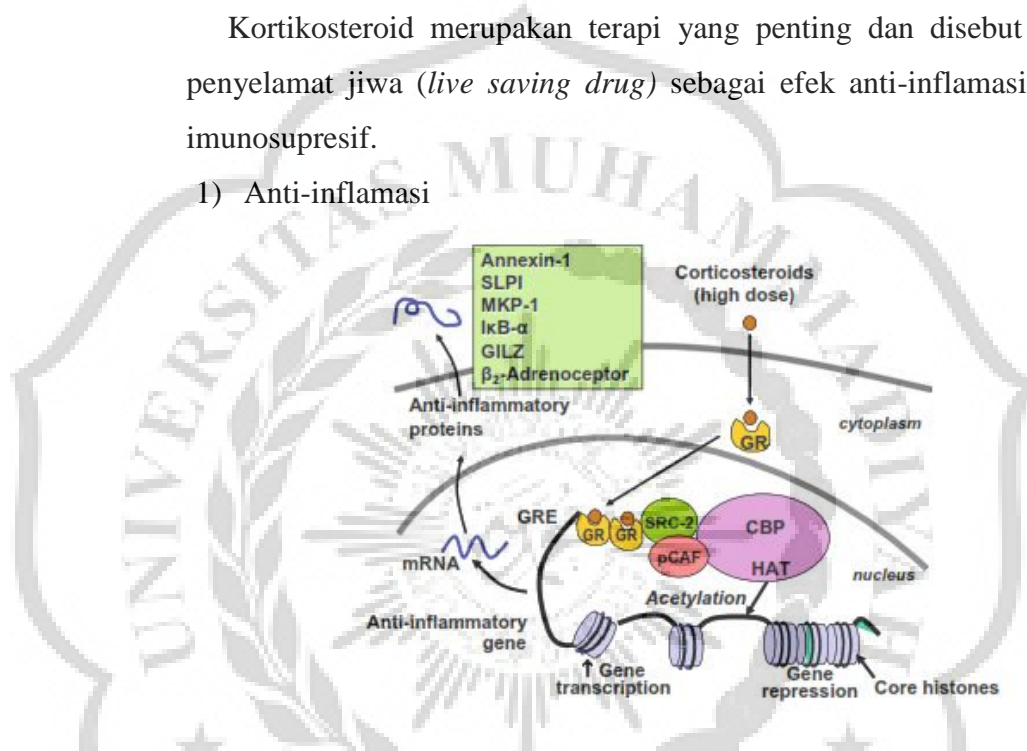 Kortikosteroid merupakan terapi yang penting dan disebut
penyelamat jiwa (live saving drug) sebagai efek anti-inflamasi
imunosupresif.
1) Anti-inflamasi
UNIVERSITAS MUHAMMADIYAH
Annexin-1
SLPI
MKP-1
IκB-α
GILZ
β₂-Adrenoceptor
Corticosteroids
(high dose)
Anti-inflammatory
proteins
cytoplasm
GR
GRE
GR
GR
SRC-2
pCAF
CBP
HAT
mRNA
nucleus
Acetylation
Anti-inflammatory
gene
↑ Gene
transcription
Gene
repression
Core histones